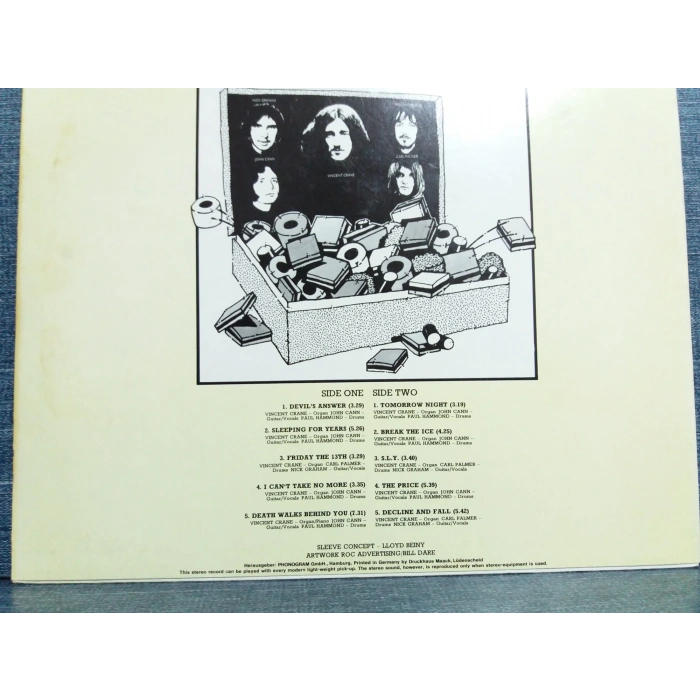 NICK GRAHAM
JOHN CANN
VINCENT CRANE
CARL PALMER
SIDE ONE
1. DEVIL'S ANSWER (3.29)
VINCENT CRANE – Organ JOHN CANN –
Guitar/Vocals PAUL HAMMOND – Drums
2. SLEEPING FOR YEARS (5.26)
VINCENT CRANE – Organ JOHN CANN –
Guitar/Vocals PAUL HAMMOND – Drums
3. FRIDAY THE 13TH (3.29)
VINCENT CRANE – Organ CARL PALMER –
Drums NICK GRAHAM – Guitar/Vocals
4. I CAN'T TAKE NO MORE (3.35)
VINCENT CRANE – Organ JOHN CANN –
Guitar/Vocals PAUL HAMMOND – Drums
5. DEATH WALKS BEHIND YOU (7.31)
VINCENT CRANE – Organ/Piano JOHN CANN –
Guitar/Vocals PAUL HAMMOND – Drums
SIDE TWO
1. TOMORROW NIGHT (3.19)
VINCENT CRANE – Organ JOHN CANN –
Guitar/Vocals PAUL HAMMOND – Drums
2. BREAK THE ICE (4.25)
VINCENT CRANE – Organ JOHN CANN –
Guitar/Vocals PAUL HAMMOND – Drums
3. S.L.Y. (3.40)
VINCENT CRANE – Organ CARL PALMER –
Drums NICK GRAHAM – Guitar/Vocals
4. THE PRICE (5.39)
VINCENT CRANE – Organ JOHN CANN –
Guitar/Vocals PAUL HAMMOND – Drums
5. DECLINE AND FALL (5.42)
VINCENT CRANE – Organ CARL PALMER –
Drums NICK GRAHAM – Guitar/Vocals
SLEEVE CONCEPT – LLOYD BEINY
ARTWORK ROC ADVERTISING/BILL DARE
Herausgeber: PHONOGRAM GmbH., Hamburg, Printed in Germany by Druckhaus Maack, Lüdenscheid
This stereo record can be played with every modern light-weight pick-up. The stereo sound, however, is reproduced only when stereo-equipment is used.